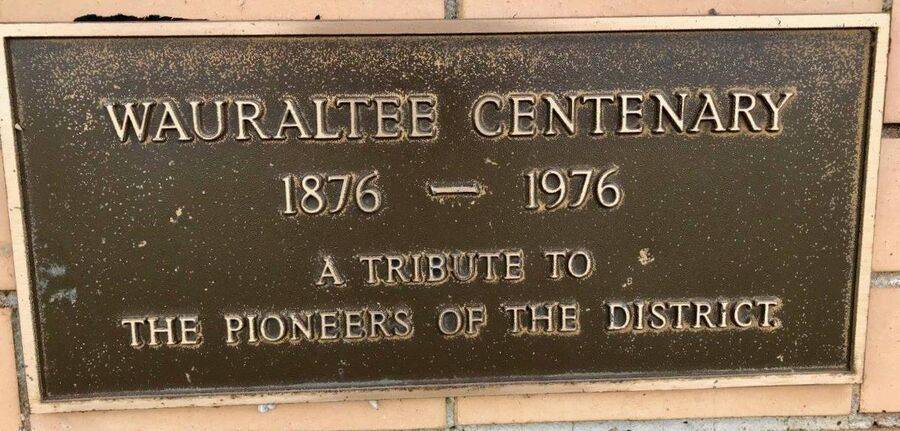 WAURALTEE CENTENARY
1876 — 1976
A TRIBUTE TO
THE PIONEERS OF THE DISTRICT.